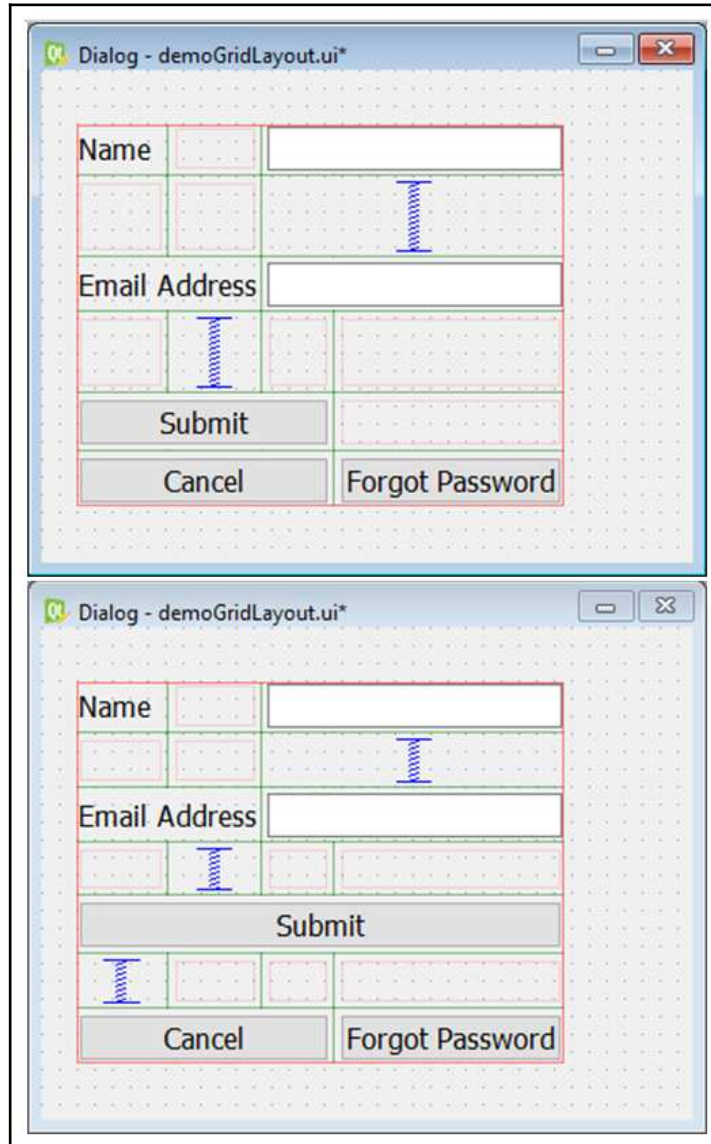 Dialog - demoGridLayout.ui*
Name
Email Address
Submit
Cancel Forgot Password
Dialog - demoGridLayout.ui*
Name
Email Address
Submit
Cancel Forgot Password